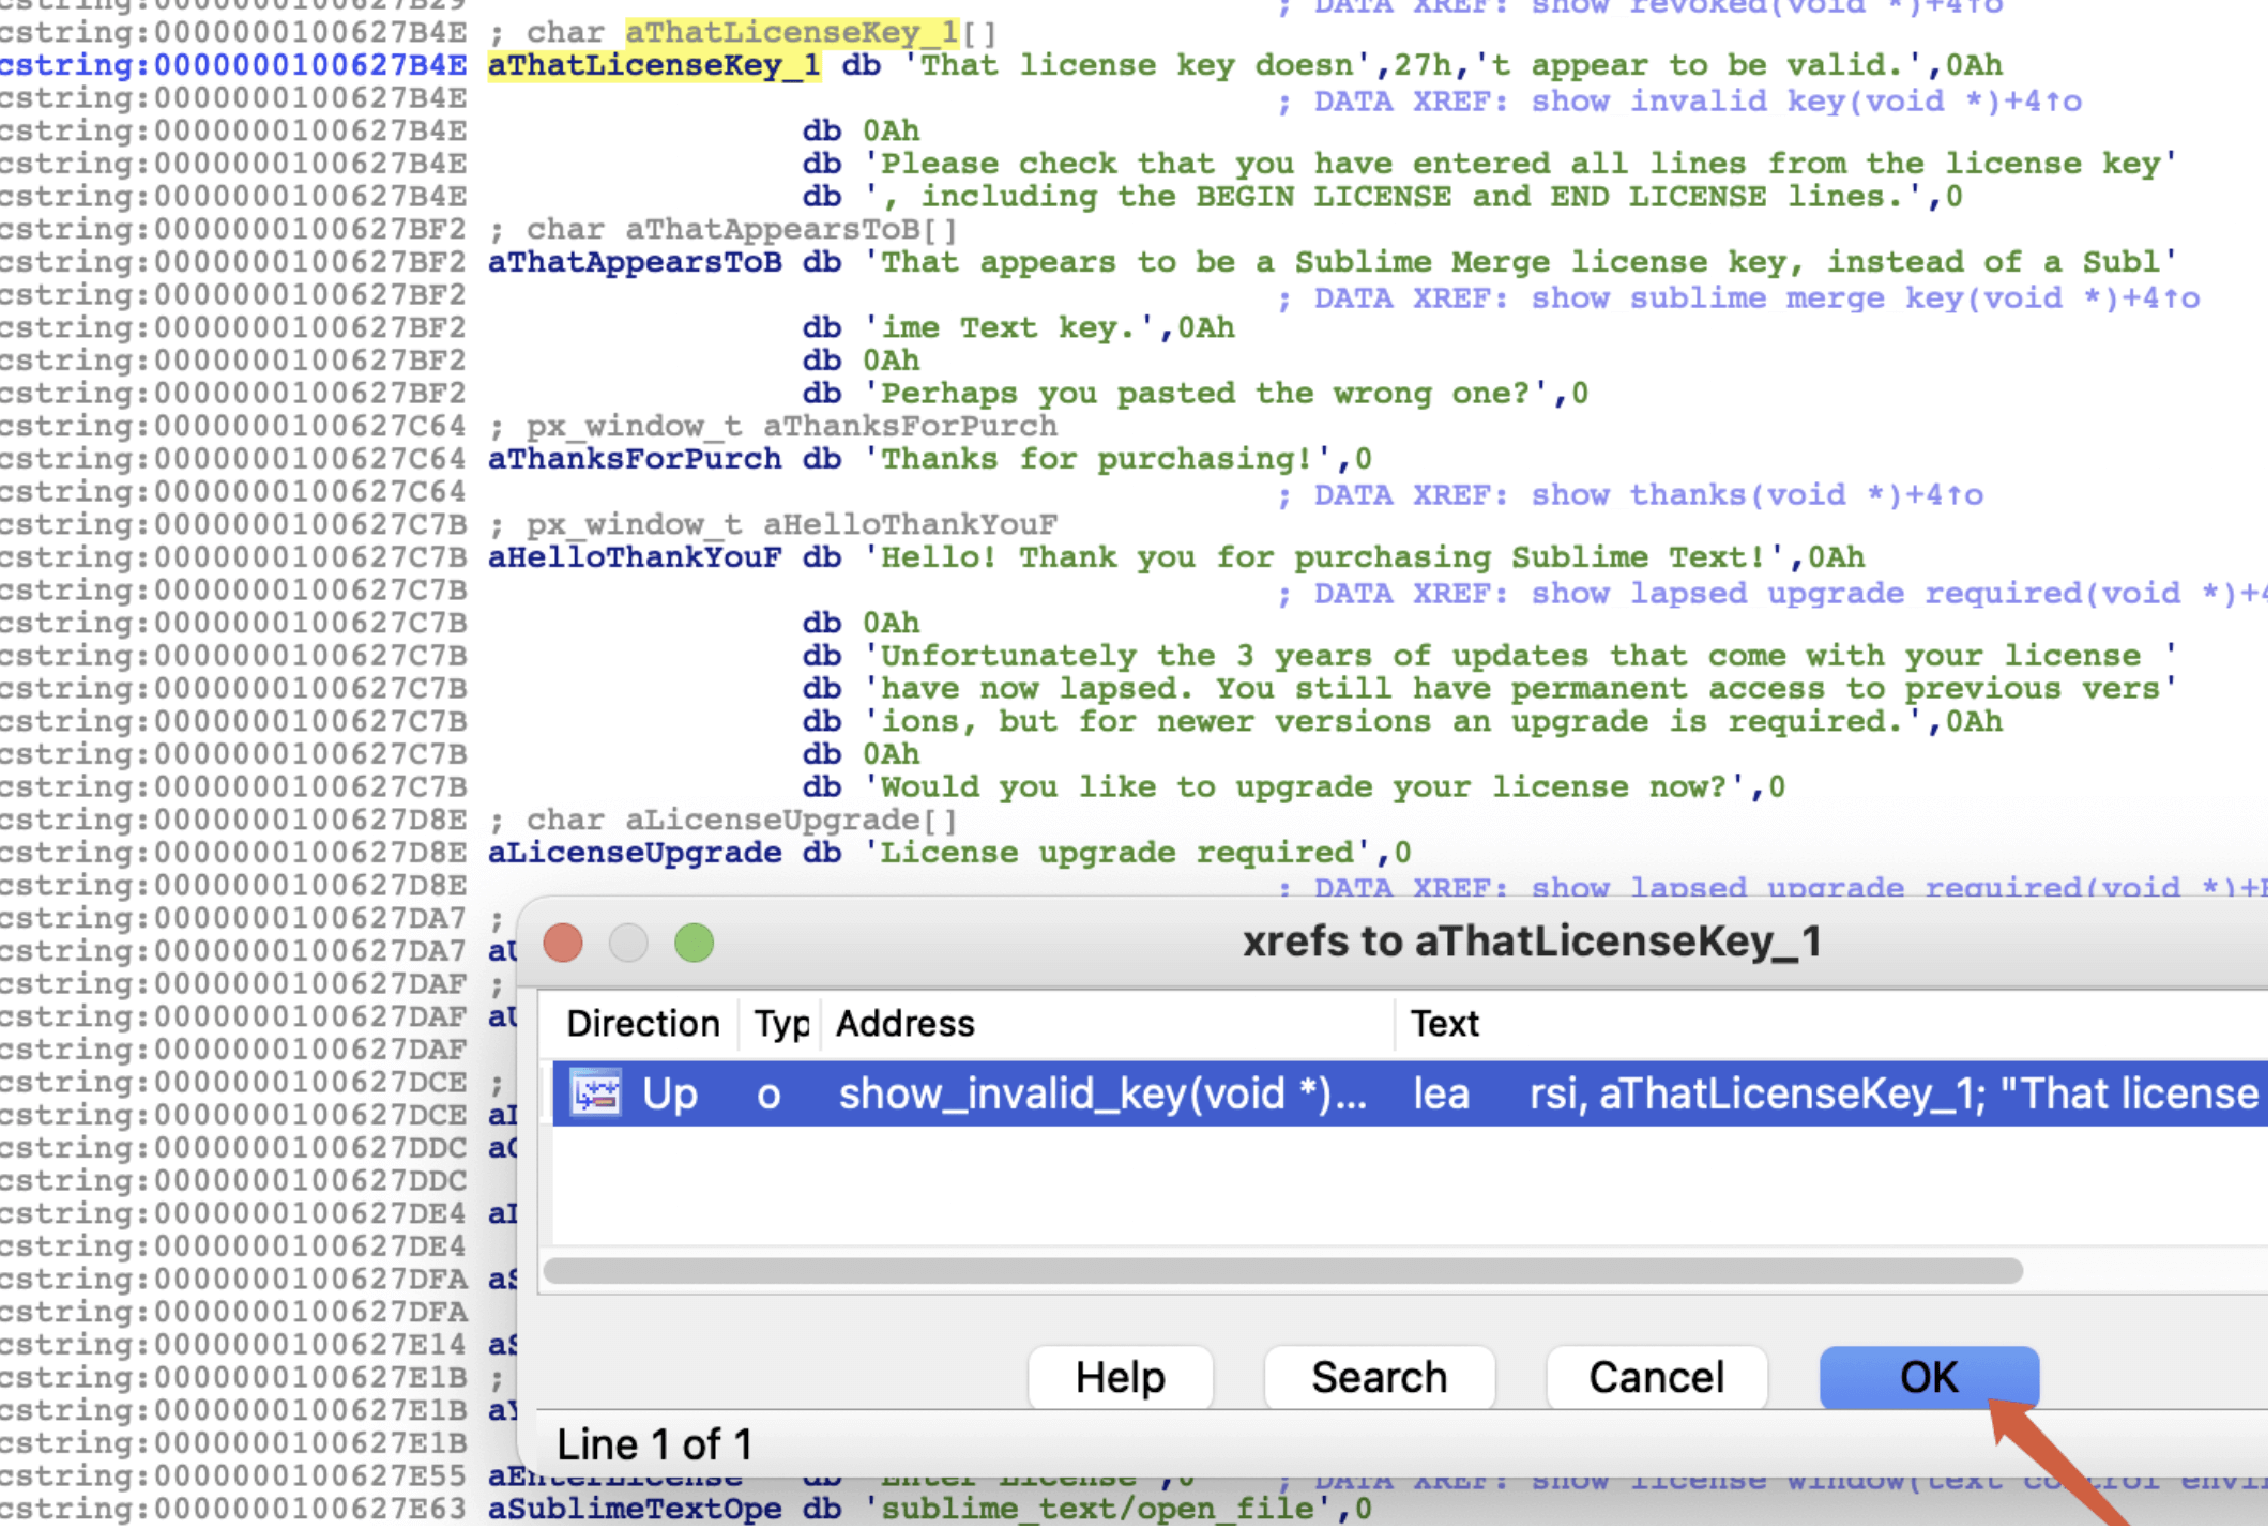 cstring:0000000100627B29 ; DATA XREF: show revoked(void *)+4↑o
cstring:0000000100627B4E ; char aThatLicenseKey_1[]
cstring:0000000100627B4E aThatLicenseKey_1 db 'That license key doesn',27h,'t appear to be valid.',0Ah
cstring:0000000100627B4E ; DATA XREF: show invalid key(void *)+4↑o
cstring:0000000100627B4E db 0Ah
cstring:0000000100627B4E db 'Please check that you have entered all lines from the license key'
cstring:0000000100627B4E db ', including the BEGIN LICENSE and END LICENSE lines.',0
cstring:0000000100627BF2 ; char aThatAppearsToB[]
cstring:0000000100627BF2 aThatAppearsToB db 'That appears to be a Sublime Merge license key, instead of a Subl'
cstring:0000000100627BF2 ; DATA XREF: show sublime merge key(void *)+4↑o
cstring:0000000100627BF2 db 'ime Text key.',0Ah
cstring:0000000100627BF2 db 0Ah
cstring:0000000100627BF2 db 'Perhaps you pasted the wrong one?',0
cstring:0000000100627C64 ; px_window_t aThanksForPurch
cstring:0000000100627C64 aThanksForPurch db 'Thanks for purchasing!',0
cstring:0000000100627C64 ; DATA XREF: show thanks(void *)+4↑o
cstring:0000000100627C7B ; px_window_t aHelloThankYouF
cstring:0000000100627C7B aHelloThankYouF db 'Hello! Thank you for purchasing Sublime Text!',0Ah
cstring:0000000100627C7B ; DATA XREF: show lapsed upgrade required(void *)+4
cstring:0000000100627C7B db 0Ah
cstring:0000000100627C7B db 'Unfortunately the 3 years of updates that come with your license '
cstring:0000000100627C7B db 'have now lapsed. You still have permanent access to previous vers'
cstring:0000000100627C7B db 'ions, but for newer versions an upgrade is required.',0Ah
cstring:0000000100627C7B db 0Ah
cstring:0000000100627C7B db 'Would you like to upgrade your license now?',0
cstring:0000000100627D8E ; char aLicenseUpgrade[]
cstring:0000000100627D8E aLicenseUpgrade db 'License upgrade required',0
cstring:0000000100627D8E ; DATA XREF: show lapsed upgrade required(void *)+
cstring:0000000100627DA7 ;
cstring:0000000100627DA7 aU
cstring:0000000100627DAF ;
cstring:0000000100627DAF aU
cstring:0000000100627DAF
cstring:0000000100627DCE ;
cstring:0000000100627DCE a
cstring:0000000100627DDC a
cstring:0000000100627DDC
cstring:0000000100627DE4 a
cstring:0000000100627DE4
cstring:0000000100627DFA aS
cstring:0000000100627DFA
cstring:0000000100627E14 aS
cstring:0000000100627E1B ;
cstring:0000000100627E1B aY
cstring:0000000100627E1B
xrefs to aThatLicenseKey_1
Direction Typ Address Text
Up o show_invalid_key(void *)... lea rsi, aThatLicenseKey_1; "That license
Help Search Cancel OK
Line 1 of 1
cstring:0000000100627E55 aEnterLicense db 'Enter License',0 ; DATA XREF: show license window(text control envi
cstring:0000000100627E63 aSublimeTextOpe db 'sublime_text/open_file',0